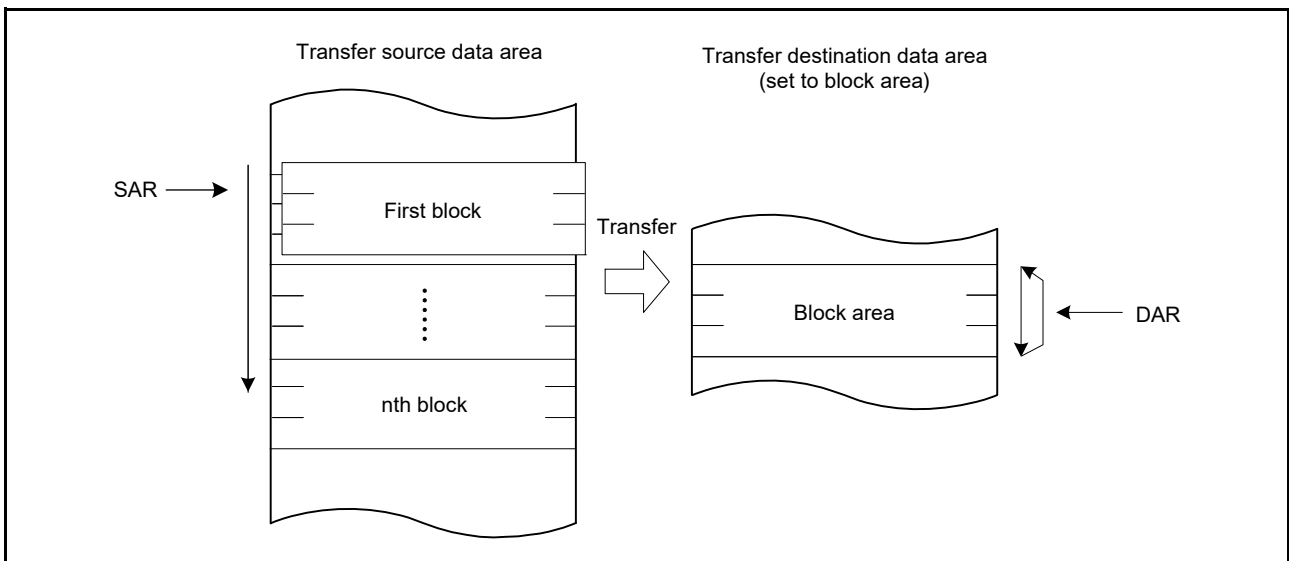 Transfer source data area
Transfer destination data area
(set to block area)
SAR
First block
Transfer
Block area
DAR
nth block